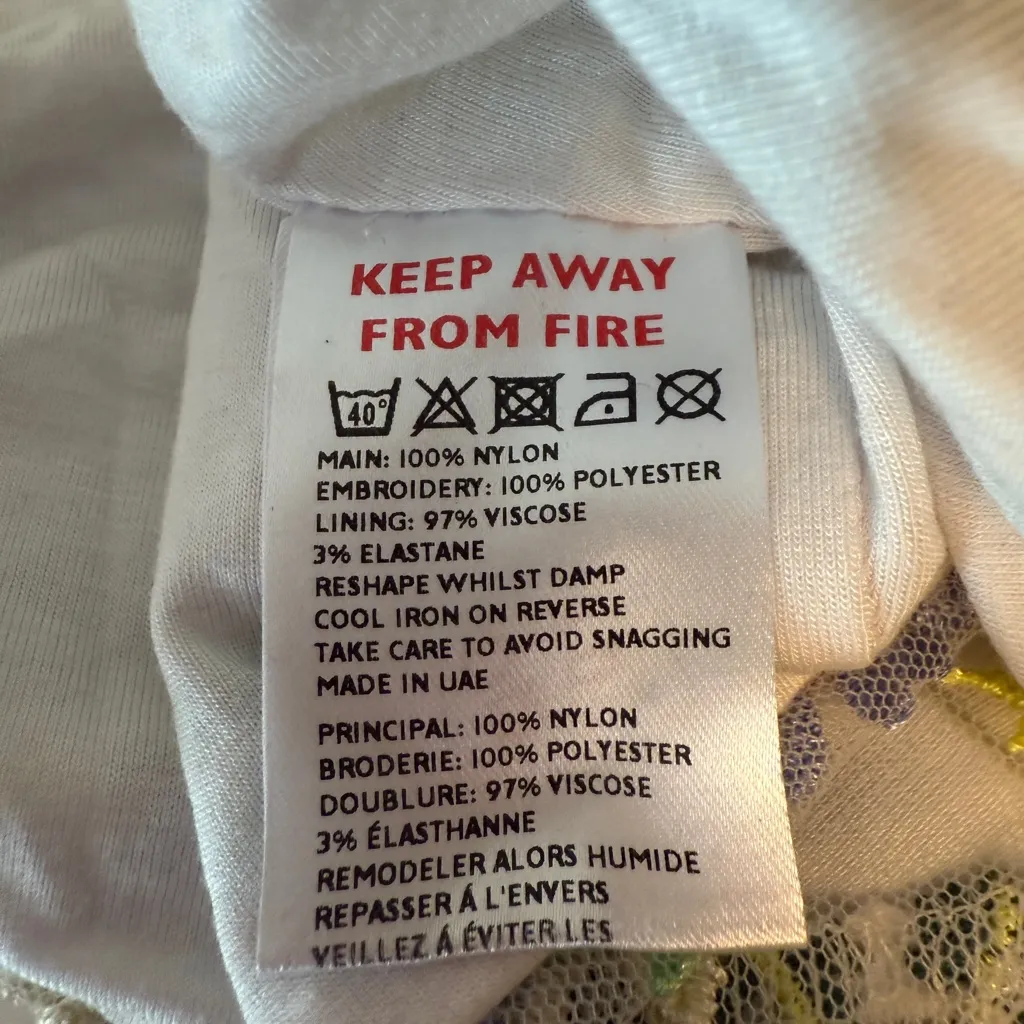 KEEP AWAY
FROM FIRE
40°
MAIN: 100% NYLON
EMBROIDERY: 100% POLYESTER
LINING: 97% VISCOSE
3% ELASTANE
RESHAPE WHILST DAMP
COOL IRON ON REVERSE
TAKE CARE TO AVOID SNAGGING
MADE IN UAE
PRINCIPAL: 100% NYLON
BRODERIE: 100% POLYESTER
DOUBLURE: 97% VISCOSE
3% ÉLASTHANNE
REMODELER ALORS HUMIDE
REPASSER Á L'ENVERS
VEILLEZ Á ÉVITER LES